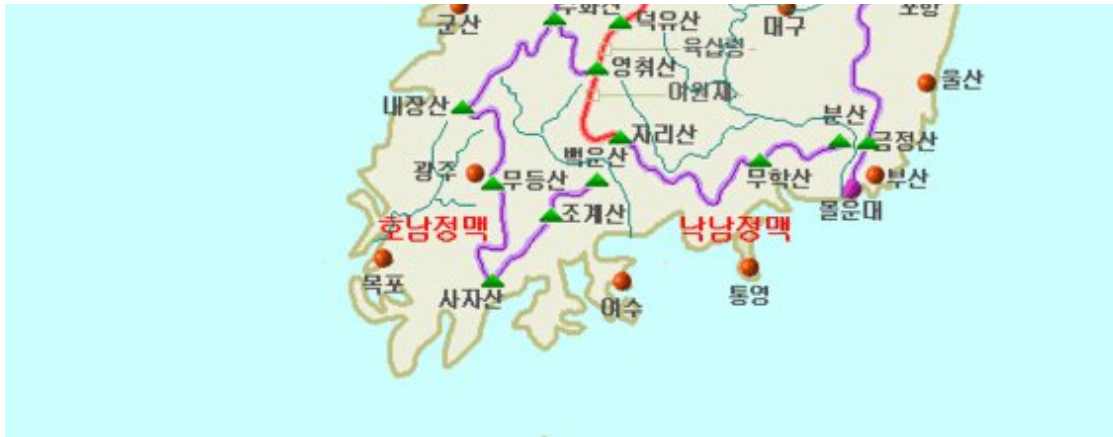 군산
덕유산
대구
포항
육십령
영취산
여원재
울산
내장산
분산
자리산
금정산
백운산
광주
무등산
무학산
부산
몰운대
조계산
호남정맥
낙남정맥
목포
사자산
여수
통영